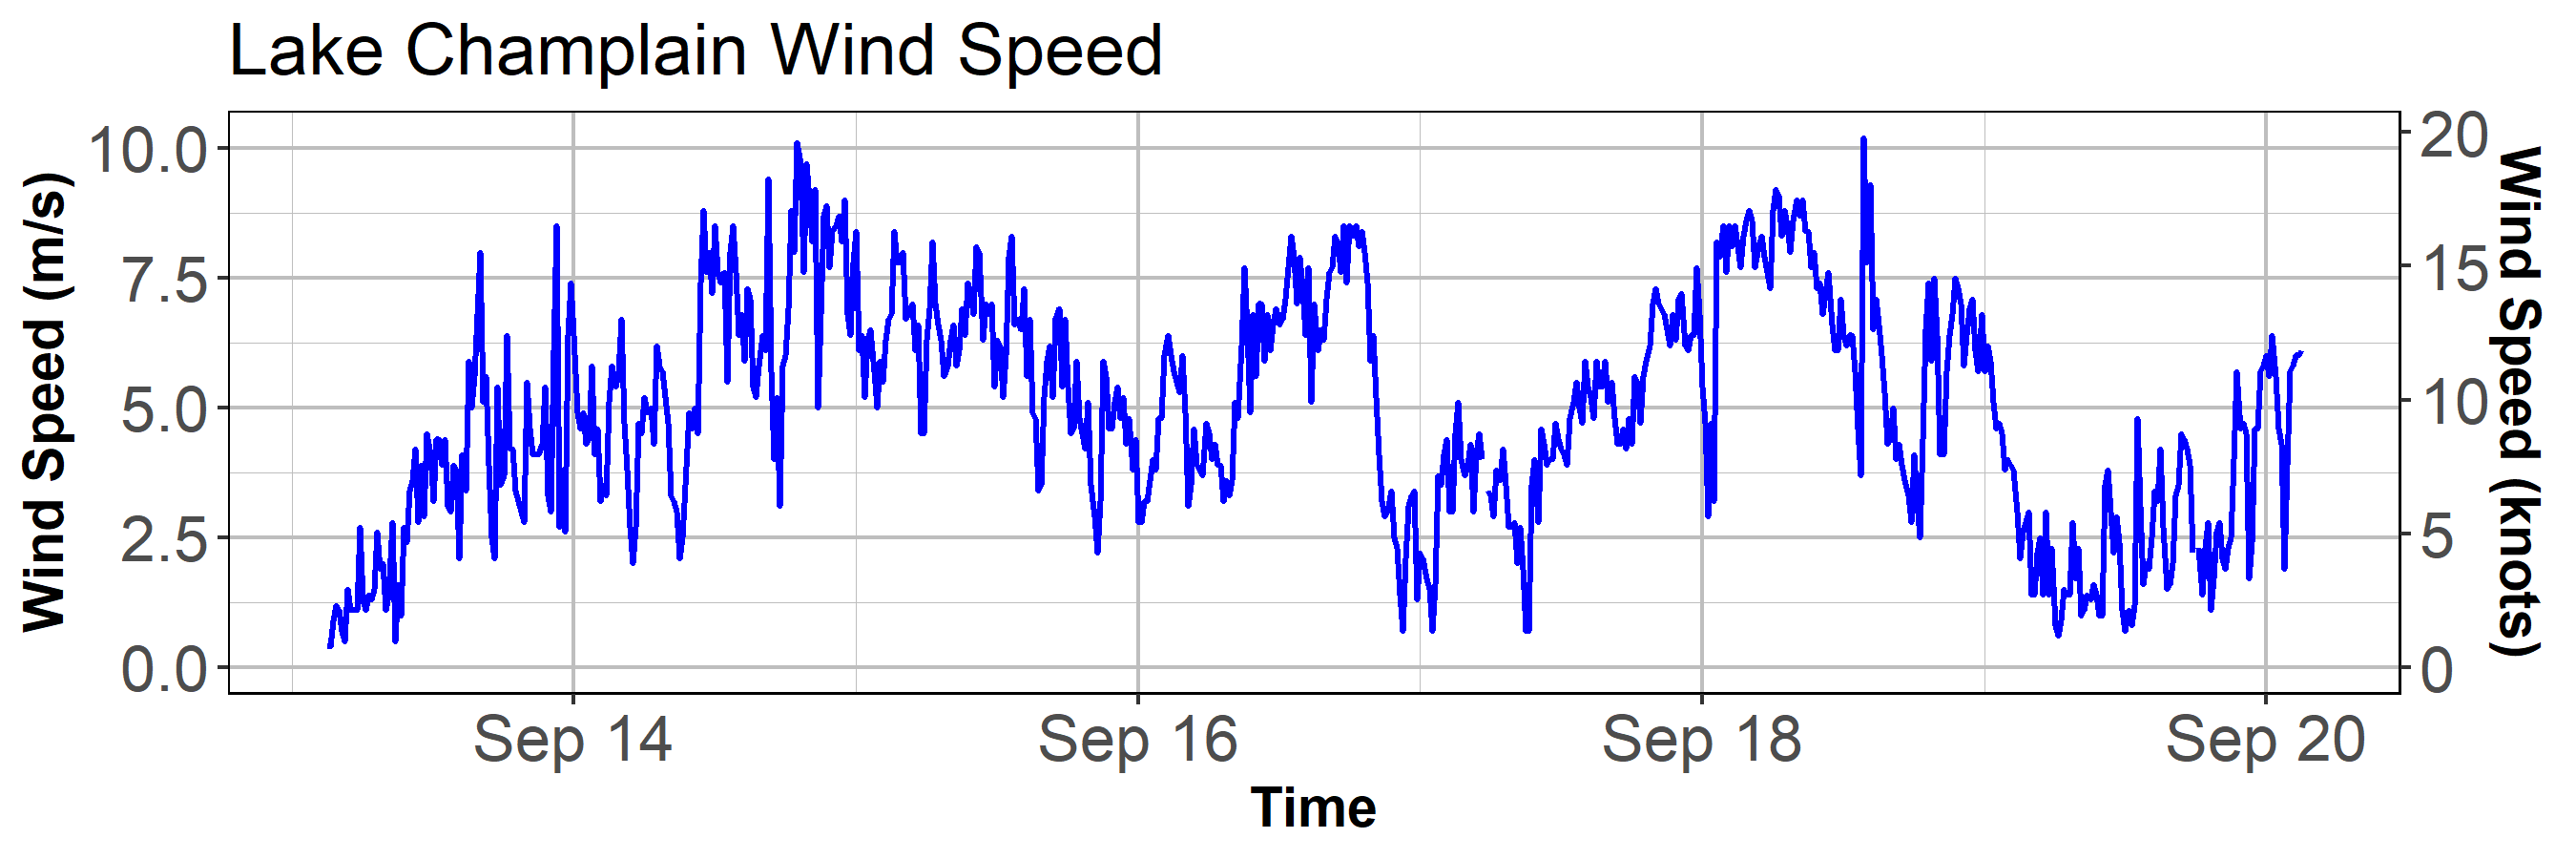 Lake Champlain Wind Speed
Wind Speed (m/s)
10.0
7.5
5.0
2.5
0.0
20
15
10
5
0
Wind Speed (knots)
Sep 14
Sep 16
Sep 18
Sep 20
Time